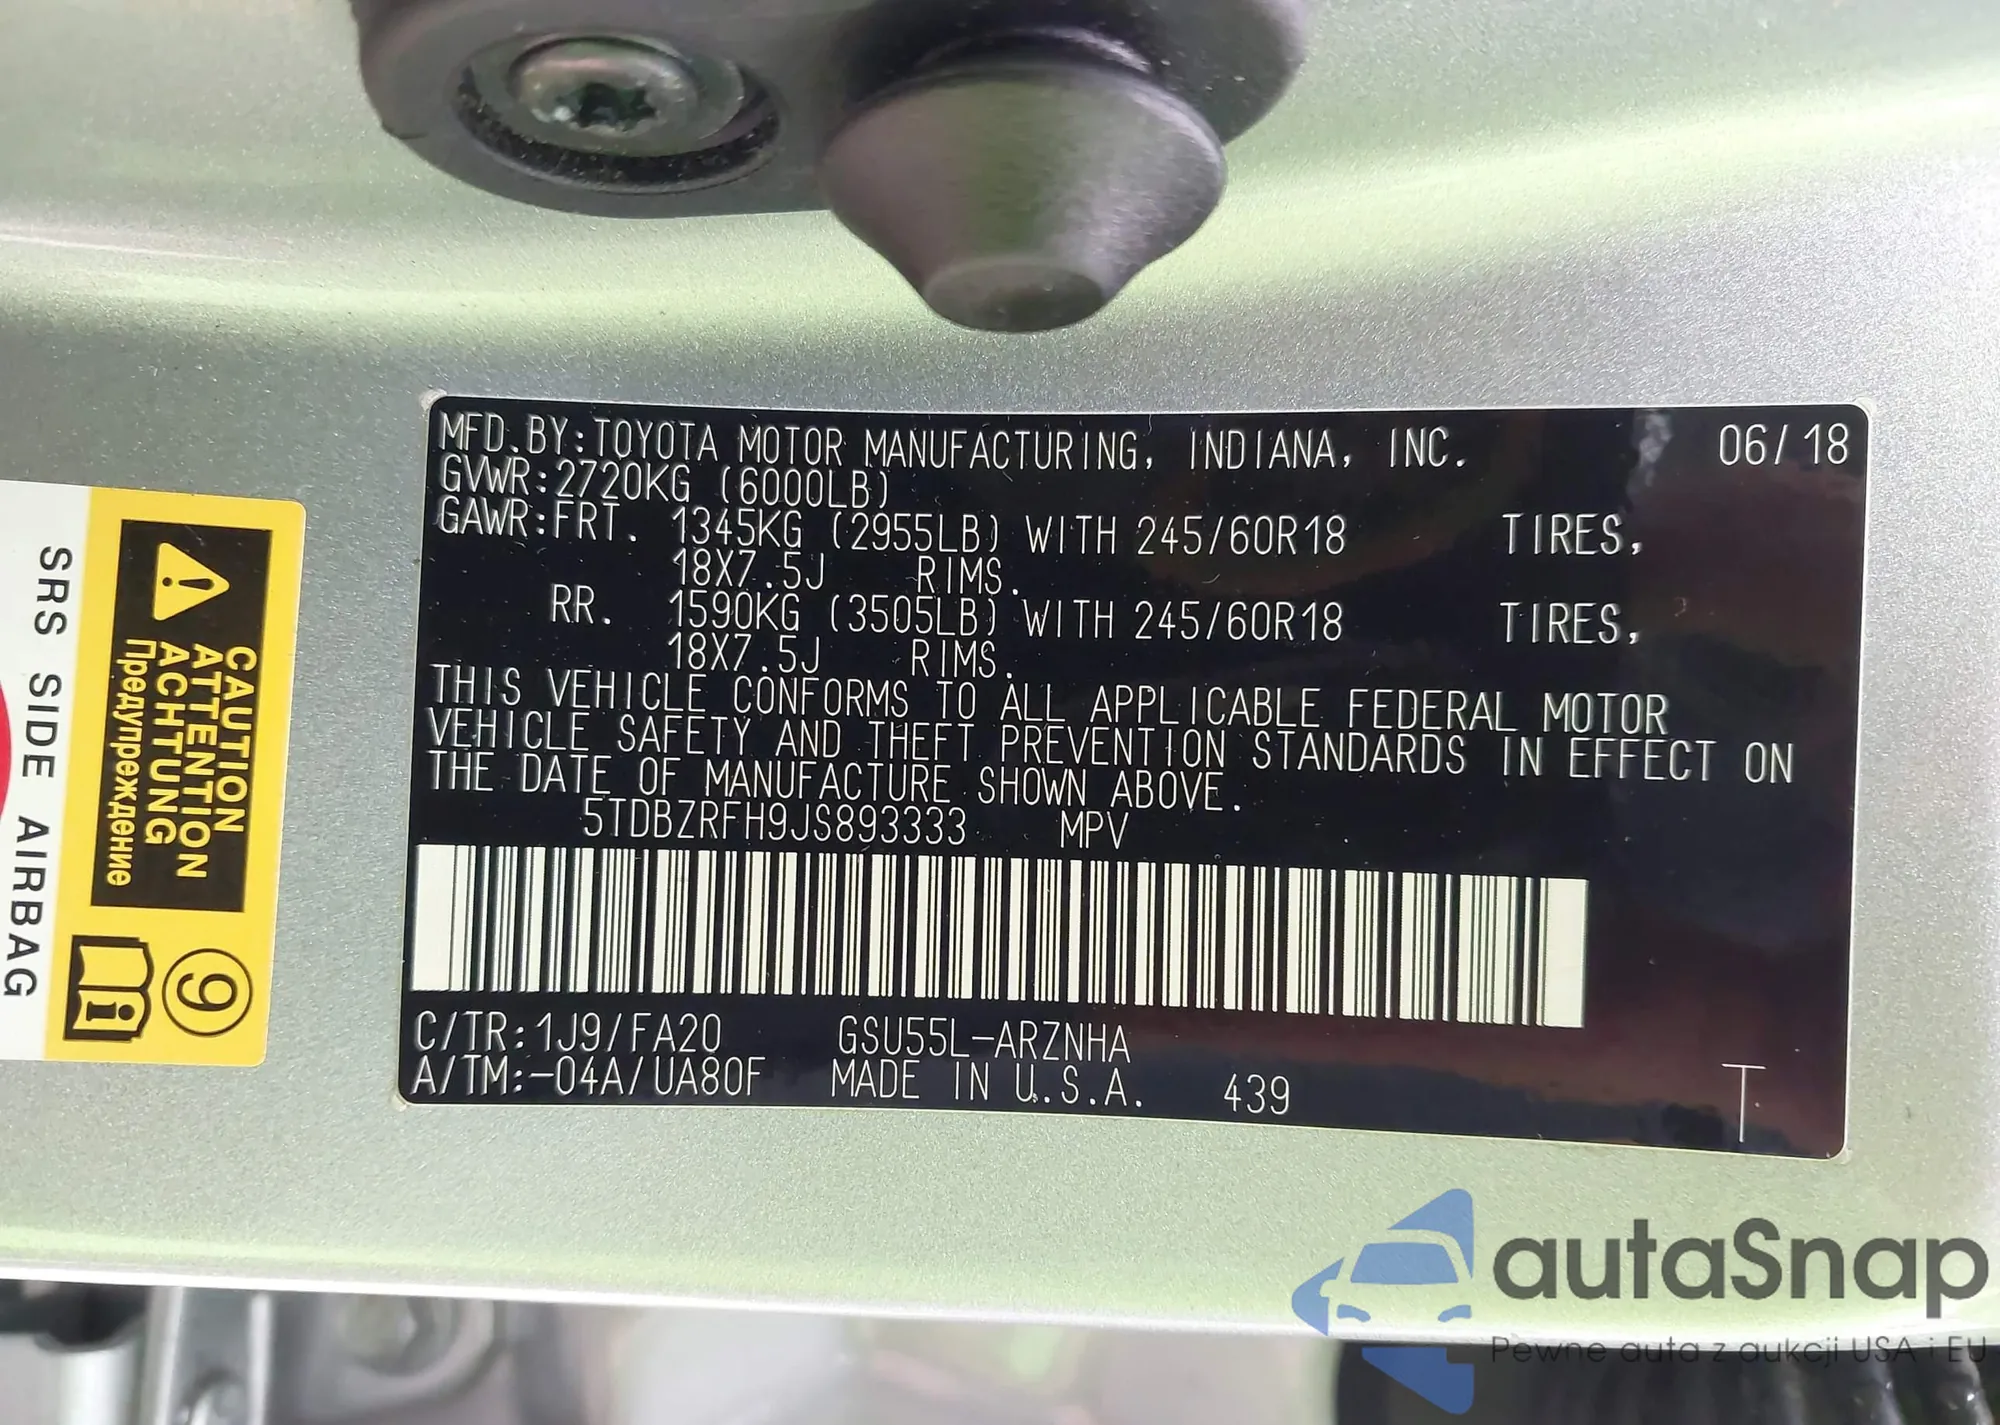 MFD.BY:TOYOTA MOTOR MANUFACTURING, INDIANA, INC. 06/18
GVWR:2720KG (6000LB)
GAWR:FRT. 1345KG (2955LB) WITH 245/60R18 TIRES,
18X7.5J RIMS.
RR. 1590KG (3505LB) WITH 245/60R18 TIRES,
18X7.5J RIMS.
THIS VEHICLE CONFORMS TO ALL APPLICABLE FEDERAL MOTOR
VEHICLE SAFETY AND THEFT PREVENTION STANDARDS IN EFFECT ON
THE DATE OF MANUFACTURE SHOWN ABOVE.
5TDBZRFH9JS893333 MPV
C/TR:1J9/FA20 GSU55L-ARZNHA
A/TM:-04A/UA80F MADE IN U.S.A. 439 T
CAUTION
ATTENTION
ACHTUNG
Предупреждение
9
SRS SIDE AIRBAG
autaSnap
Pewne auta z aukcji USA i EU